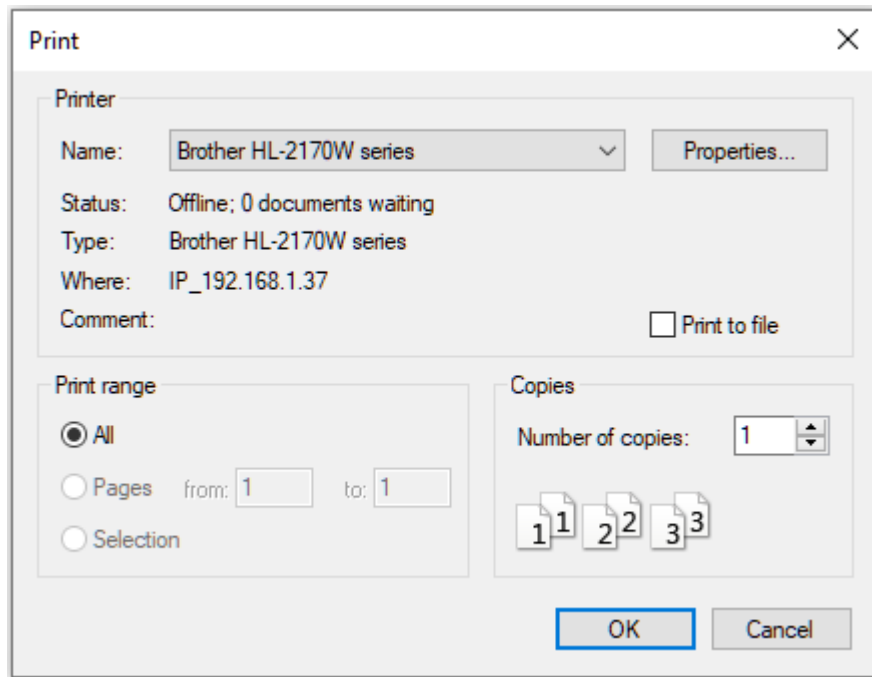 Print
Printer
Name: Brother HL-2170W series Properties...
Status: Offline; 0 documents waiting
Type: Brother HL-2170W series
Where: IP_192.168.1.37
Comment: Print to file
Print range
All
Pages from: 1 to: 1
Selection
Copies
Number of copies: 1
1 1 2 2 3 3
OK Cancel